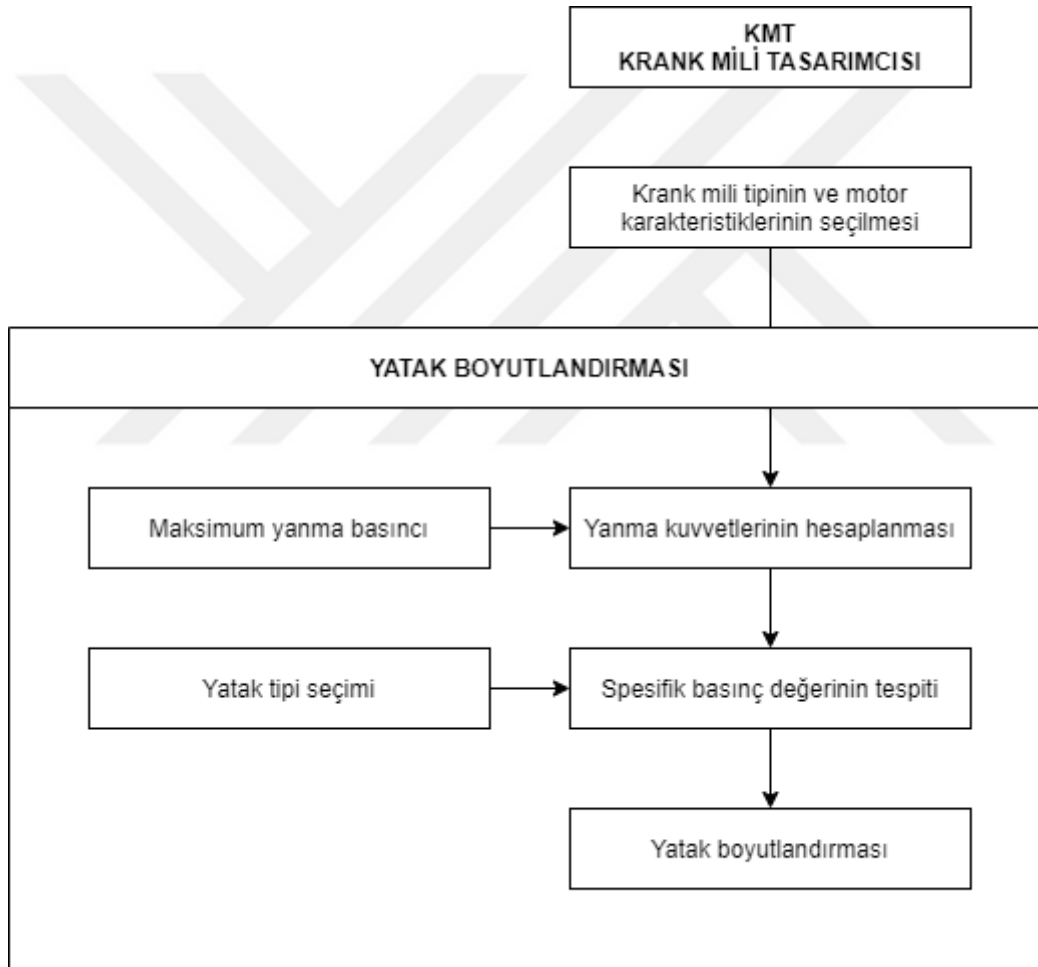 KMT
KRANK MİLİ TASARIMCISI
Krank mili tipinin ve motor
karakteristiklerinin seçilmesi
YATAK BOYUTLANDIRMASI
Maksimum yanma basıncı
Yanma kuvvetlerinin hesaplanması
Yatak tipi seçimi
Spesifik basınç değerinin tespiti
Yatak boyutlandırması